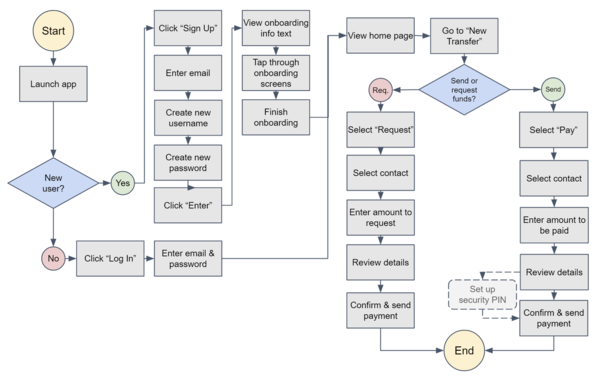 Start
Launch app
New
user?
Yes
No
Click “Sign Up”
Enter email
Create new
username
Create new
password
Click “Enter”
Click “Log In”
Enter email &
password
View onboarding
info text
Tap through
onboarding
screens
Finish
onboarding
View home page
Go to “New
Transfer”
Send or
request
funds?
Req.
Send
Select “Request”
Select contact
Enter amount to
request
Review details
Confirm & send
payment
Select “Pay”
Select contact
Enter amount to
be paid
Review details
Set up
security PIN
Confirm & send
payment
End